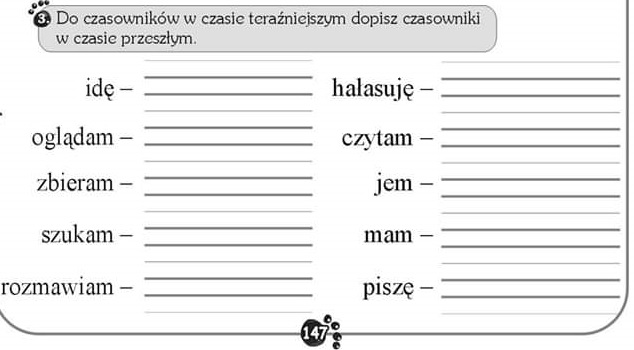 3. Do czasowników w czasie teraźniejszym dopisz czasowniki
w czasie przeszłym.
idę – hałasuję –
oglądam – czytam –
zbieram – jem –
szukam – mam –
rozmawiam – piszę –
147